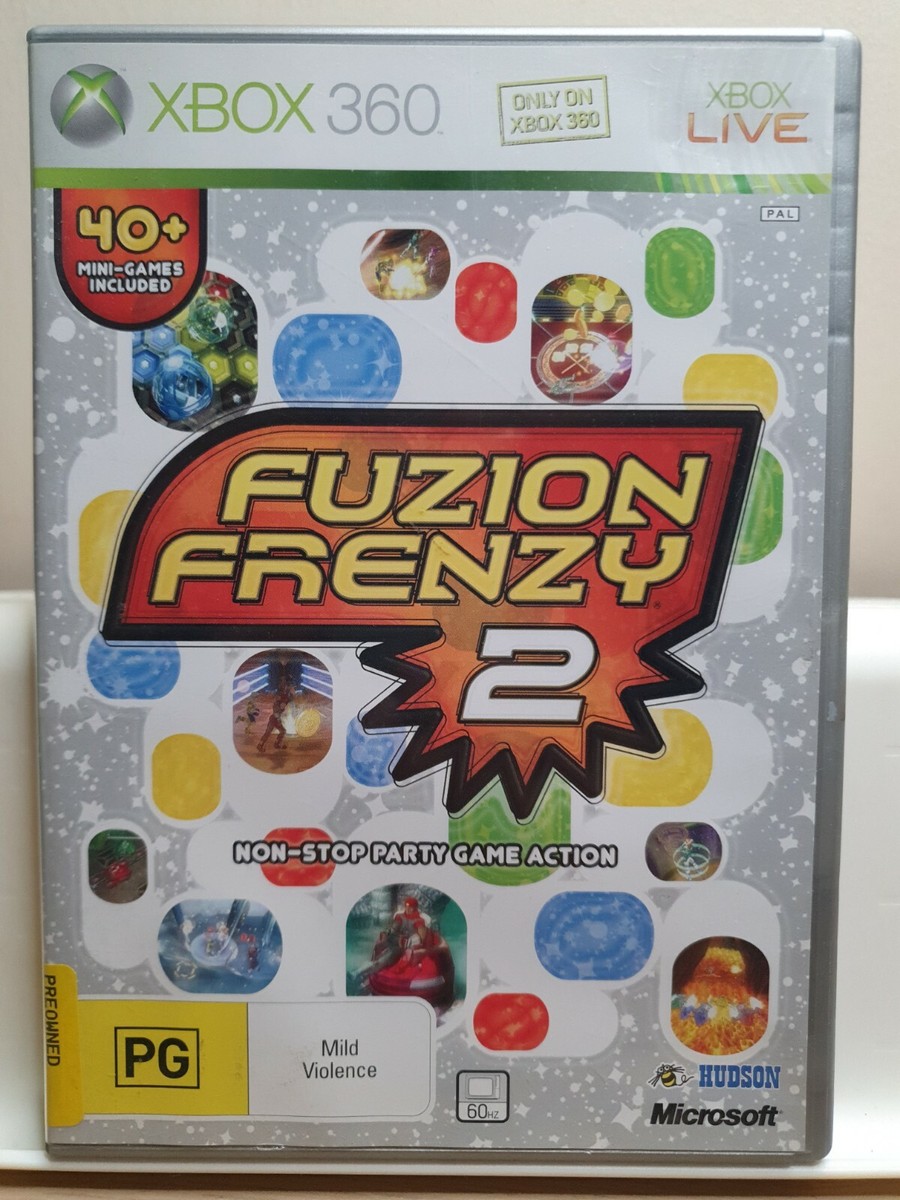 XBOX 360
ONLY ON
XBOX 360
XBOX
LIVE
PAL
40+
MINI-GAMES
INCLUDED
FUZION
FRENZY
2
NON-STOP PARTY GAME ACTION
PREOWNED
PG
Mild
Violence
60HZ
HUDSON
Microsoft